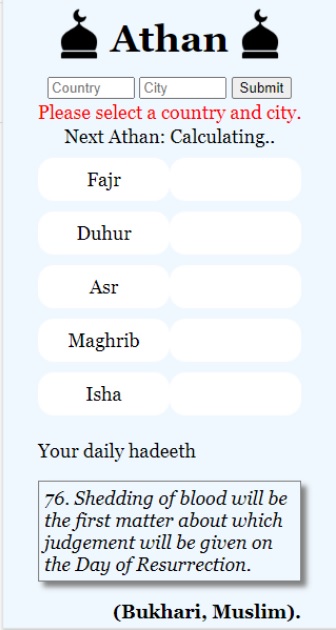 Athan
Country City Submit
Please select a country and city.
Next Athan: Calculating..
Fajr
Duhur
Asr
Maghrib
Isha
Your daily hadeeth
76. Shedding of blood will be
the first matter about which
judgement will be given on
the Day of Resurrection.
(Bukhari, Muslim).